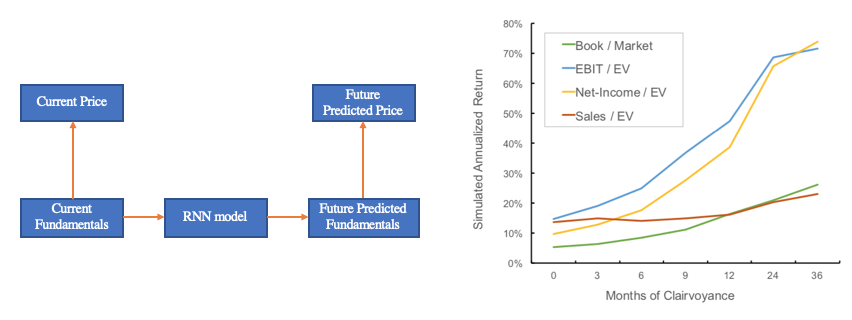 Current Price
Future
Predicted Price
Current
Fundamentals
RNN model
Future Predicted
Fundamentals
80%
70%
60%
50%
40%
30%
20%
10%
0%
Simulated Annualized Return
Book / Market
EBIT / EV
Net-Income / EV
Sales / EV
0
3
6
9
12
24
36
Months of Clairvoyance